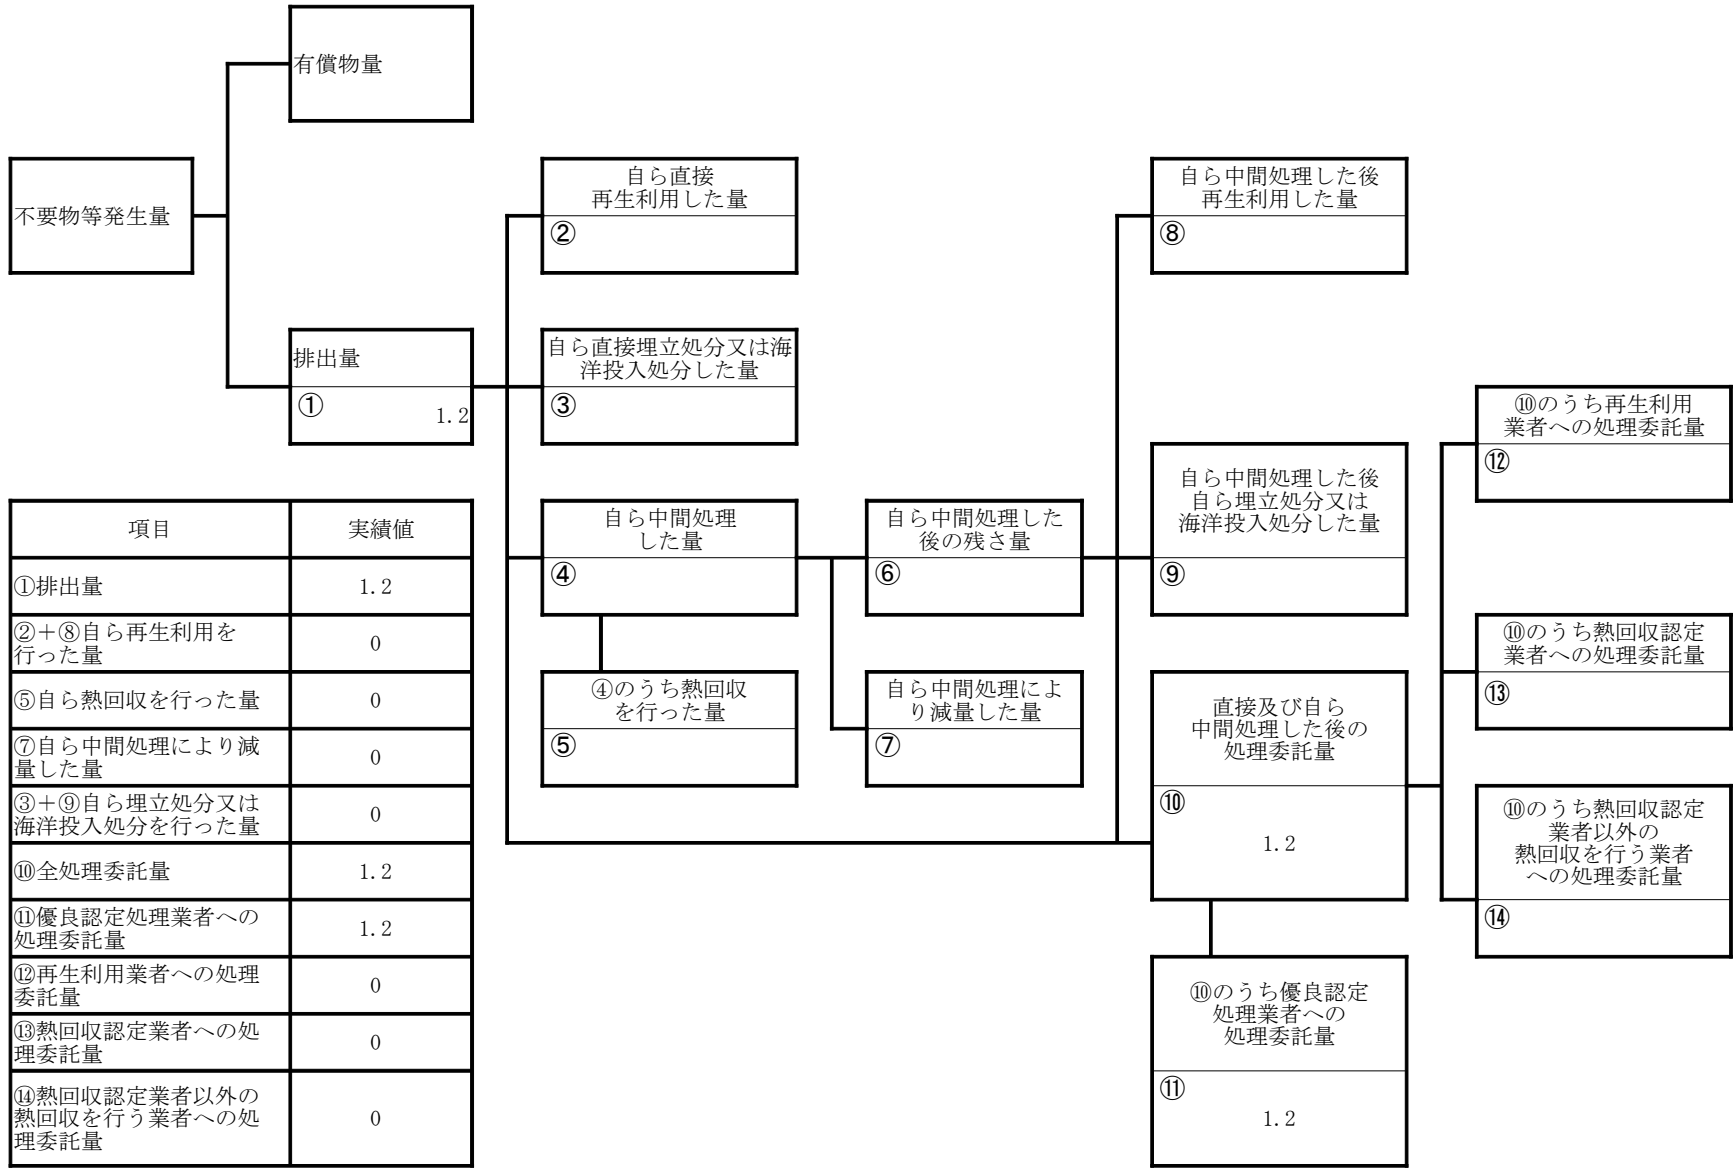 有償物量
不要物等発生量
自ら直接
再生利用した量
②
自ら中間処理した後
再生利用した量
⑧
排出量
①
1.2
自ら直接埋立処分又は海
洋投入処分した量
③
⑩のうち再生利用
業者への処理委託量
⑫
自ら中間処理
した量
④
自ら中間処理した
後の残さ量
⑥
自ら中間処理した後
自ら埋立処分又は
海洋投入処分した量
⑨
⑩のうち熱回収認定
業者への処理委託量
⑬
④のうち熱回収
を行った量
⑤
自ら中間処理によ
り減量した量
⑦
直接及び自ら
中間処理した後の
処理委託量
⑩
1.2
⑩のうち熱回収認定
業者以外の
熱回収を行う業者
への処理委託量
⑭
⑩のうち優良認定
処理業者への
処理委託量
⑪
1.2
項目 実績値
①排出量 1.2
②＋⑧自ら再生利用を
行った量 0
⑤自ら熱回収を行った量 0
⑦自ら中間処理により減
量した量 0
③＋⑨自ら埋立処分又は
海洋投入処分を行った量 0
⑩全処理委託量 1.2
⑪優良認定処理業者への
処理委託量 1.2
⑫再生利用業者への処理
委託量 0
⑬熱回収認定業者への処
理委託量 0
⑭熱回収認定業者以外の
熱回収を行う業者への処
理委託量 0